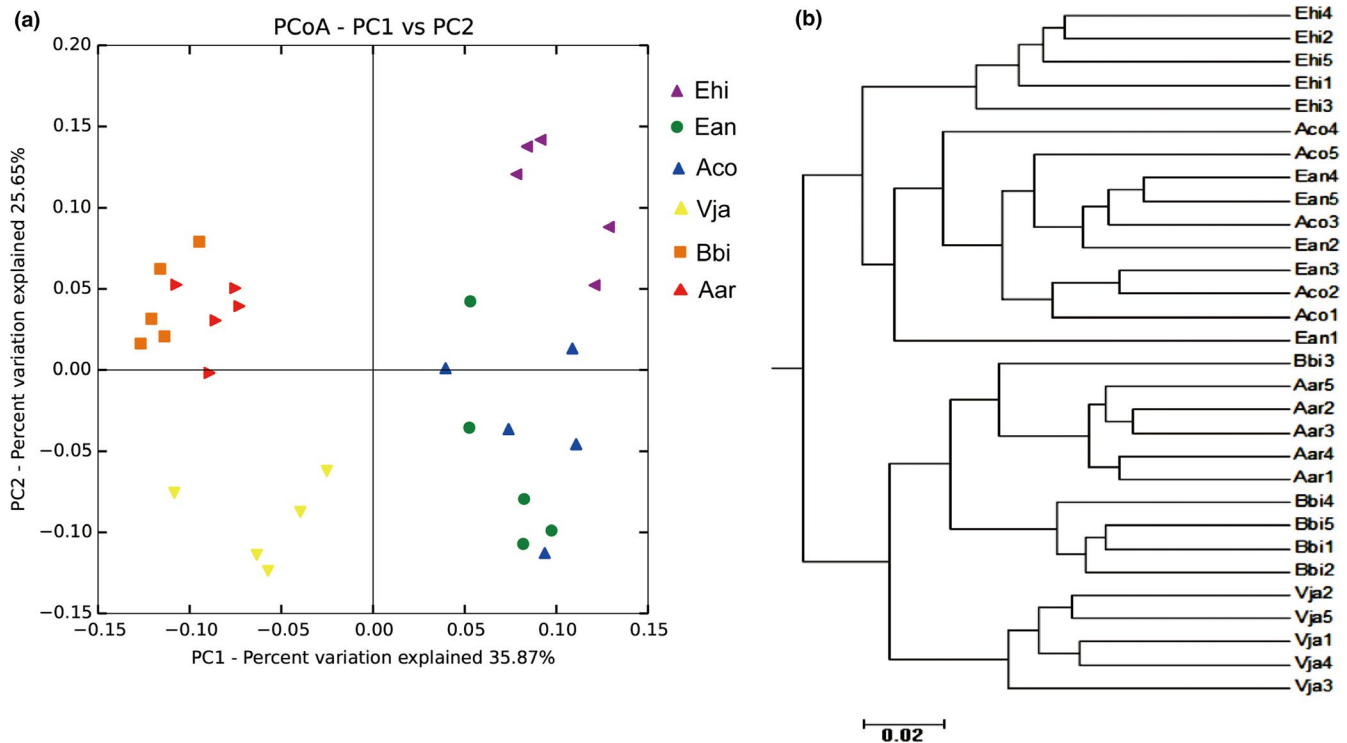 (a)
PCoA - PC1 vs PC2
0.20
0.15
0.10
0.05
0.00
−0.05
−0.10
−0.15
PC2 - Percent variation explained 25.65%
−0.15
−0.10
−0.05
0.00
0.05
0.10
0.15
PC1 - Percent variation explained 35.87%
Ehi
Ean
Aco
Vja
Bbi
Aar
(b)
Ehi4
Ehi2
Ehi5
Ehi1
Ehi3
Aco4
Aco5
Ean4
Ean5
Aco3
Ean2
Ean3
Aco2
Aco1
Ean1
Bbi3
Aar5
Aar2
Aar3
Aar4
Aar1
Bbi4
Bbi5
Bbi1
Bbi2
Vja2
Vja5
Vja1
Vja4
Vja3
0.02